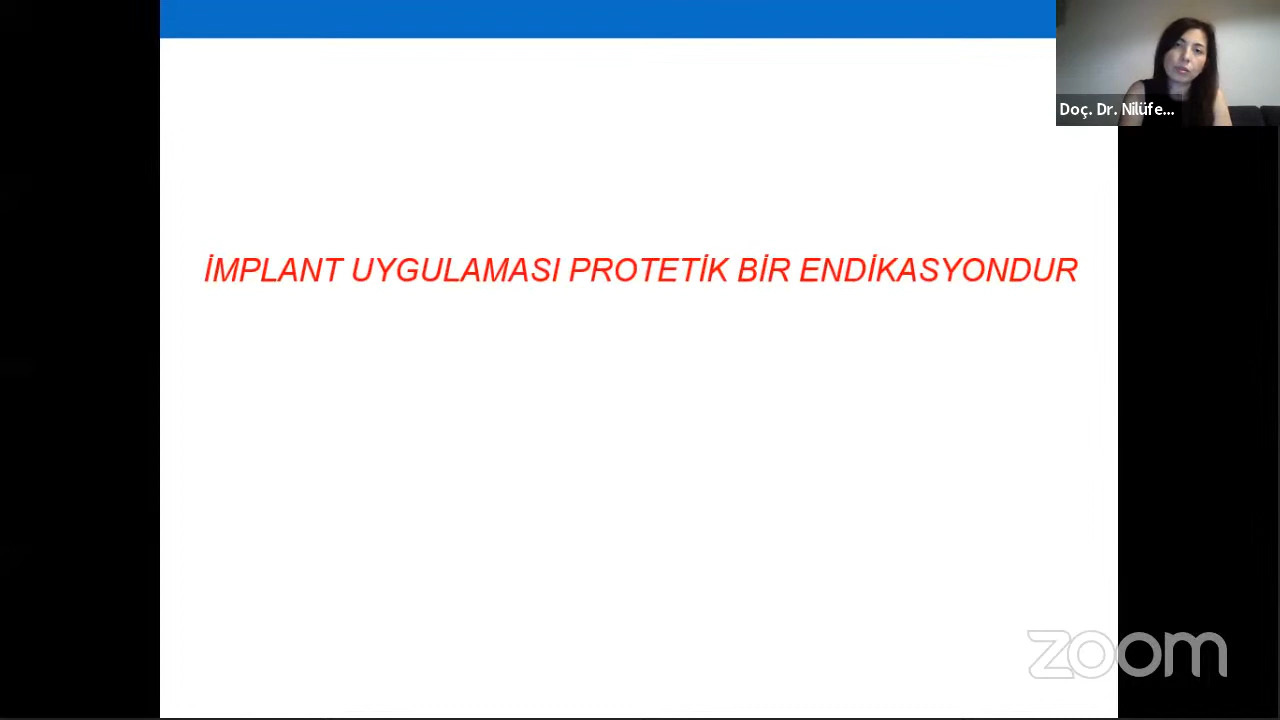 Doç. Dr. Nilüfe...
İMPLANT UYGULAMASI PROTETİK BİR ENDİKASYONDUR
zoom